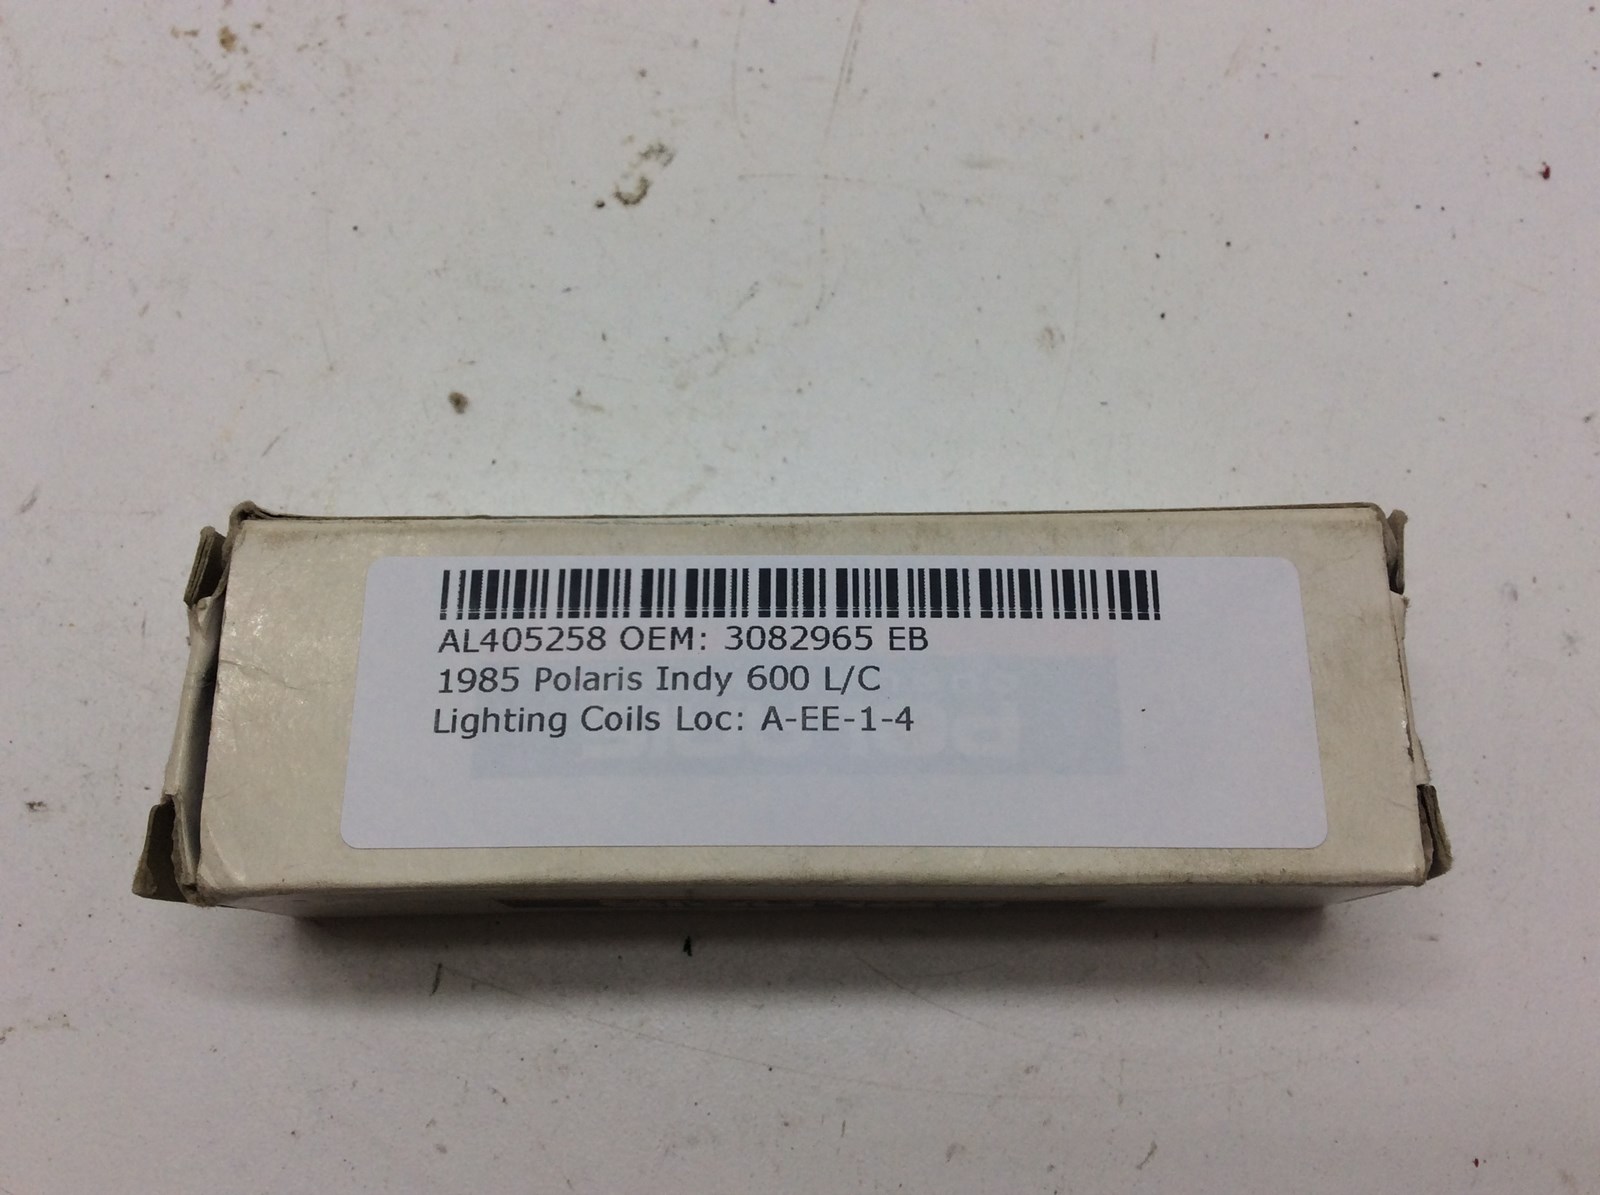 AL405258 OEM: 3082965 EB
1985 Polaris Indy 600 L/C
Lighting Coils Loc: A-EE-1-4